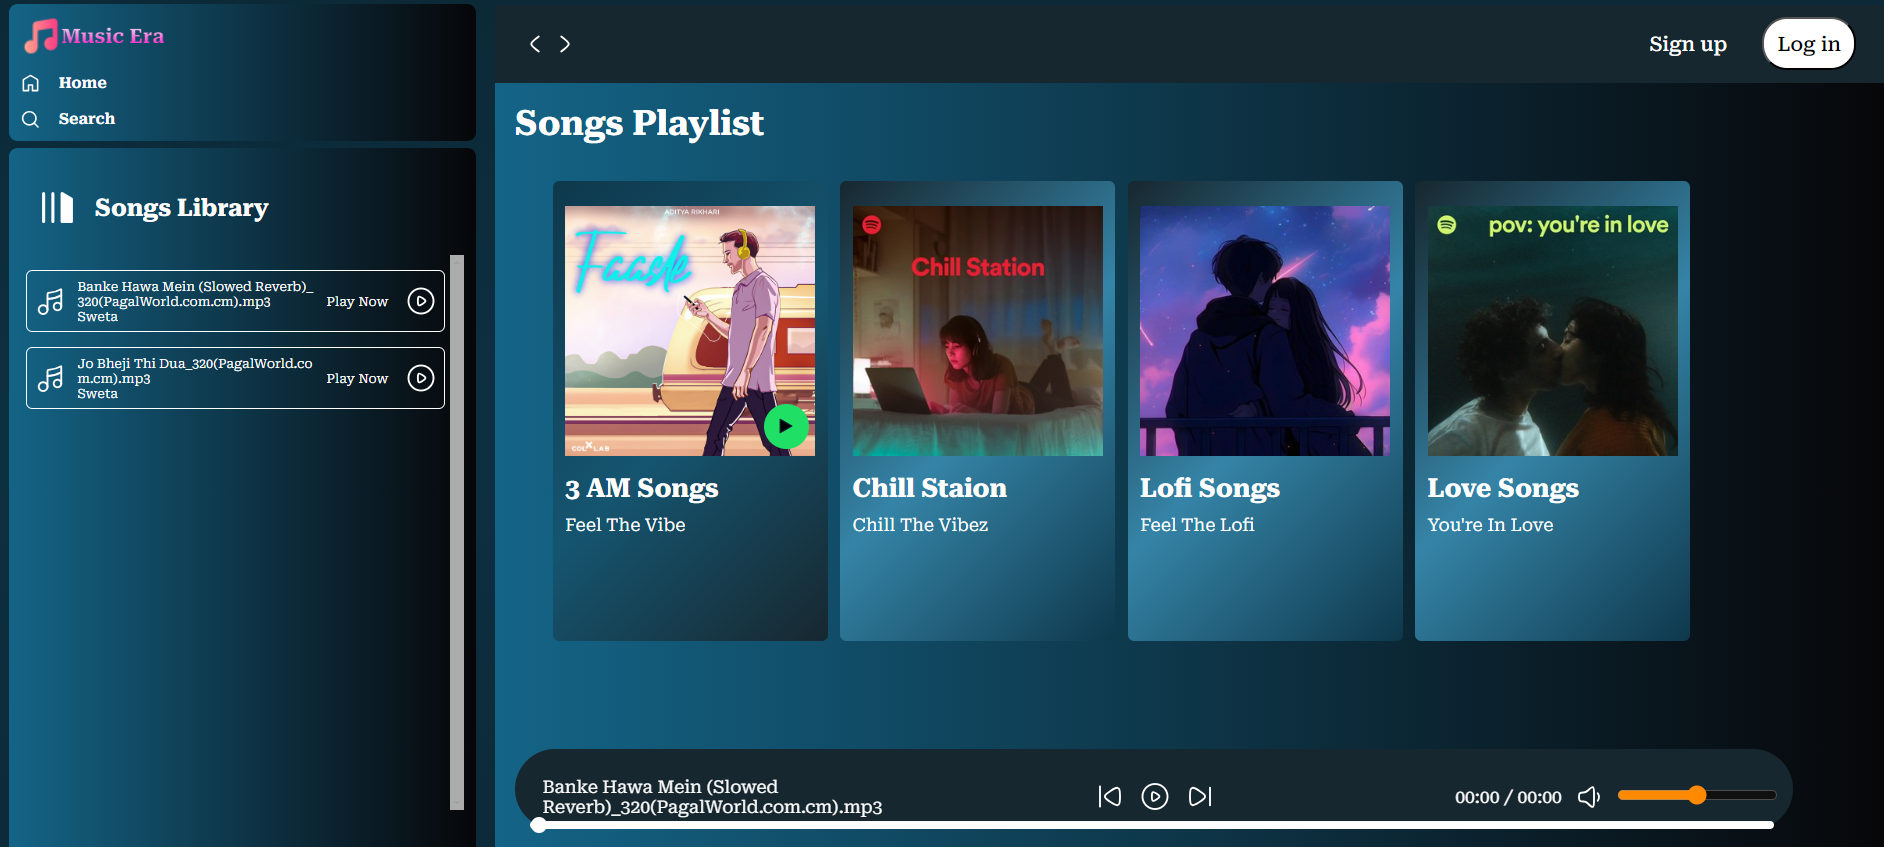 Music Era
Home
Search
Songs Library
Banke Hawa Mein (Slowed Reverb)_
320(PagalWorld.com.cm).mp3
Sweta
Play Now
Jo Bheji Thi Dua_320(PagalWorld.co
m.cm).mp3
Sweta
Play Now
Sign up
Log in
Songs Playlist
ADITYA RIKHARI
Faasle
COLXLAB
3 AM Songs
Feel The Vibe
Chill Station
Chill Staion
Chill The Vibez
Lofi Songs
Feel The Lofi
pov: you're in love
Love Songs
You're In Love
Banke Hawa Mein (Slowed
Reverb)_320(PagalWorld.com.cm).mp3
00:00 / 00:00